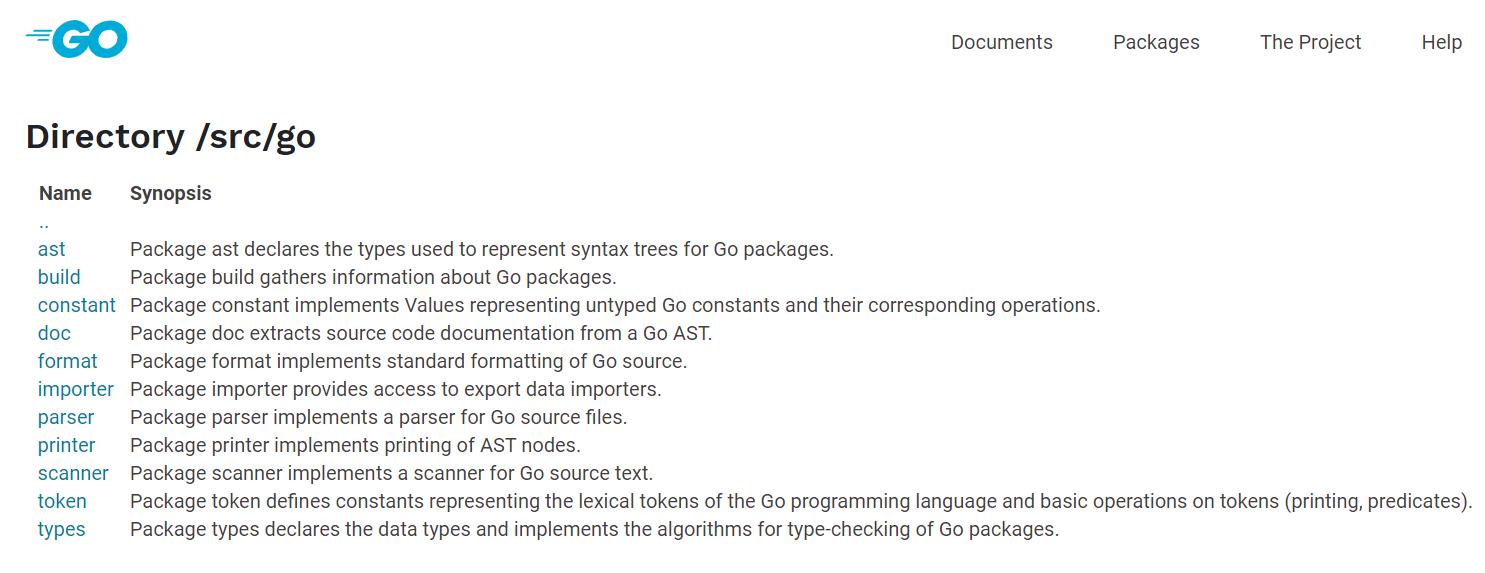 GO
Documents Packages The Project Help
Directory /src/go
Name Synopsis
..
ast Package ast declares the types used to represent syntax trees for Go packages.
build Package build gathers information about Go packages.
constant Package constant implements Values representing untyped Go constants and their corresponding operations.
doc Package doc extracts source code documentation from a Go AST.
format Package format implements standard formatting of Go source.
importer Package importer provides access to export data importers.
parser Package parser implements a parser for Go source files.
printer Package printer implements printing of AST nodes.
scanner Package scanner implements a scanner for Go source text.
token Package token defines constants representing the lexical tokens of the Go programming language and basic operations on tokens (printing, predicates).
types Package types declares the data types and implements the algorithms for type-checking of Go packages.